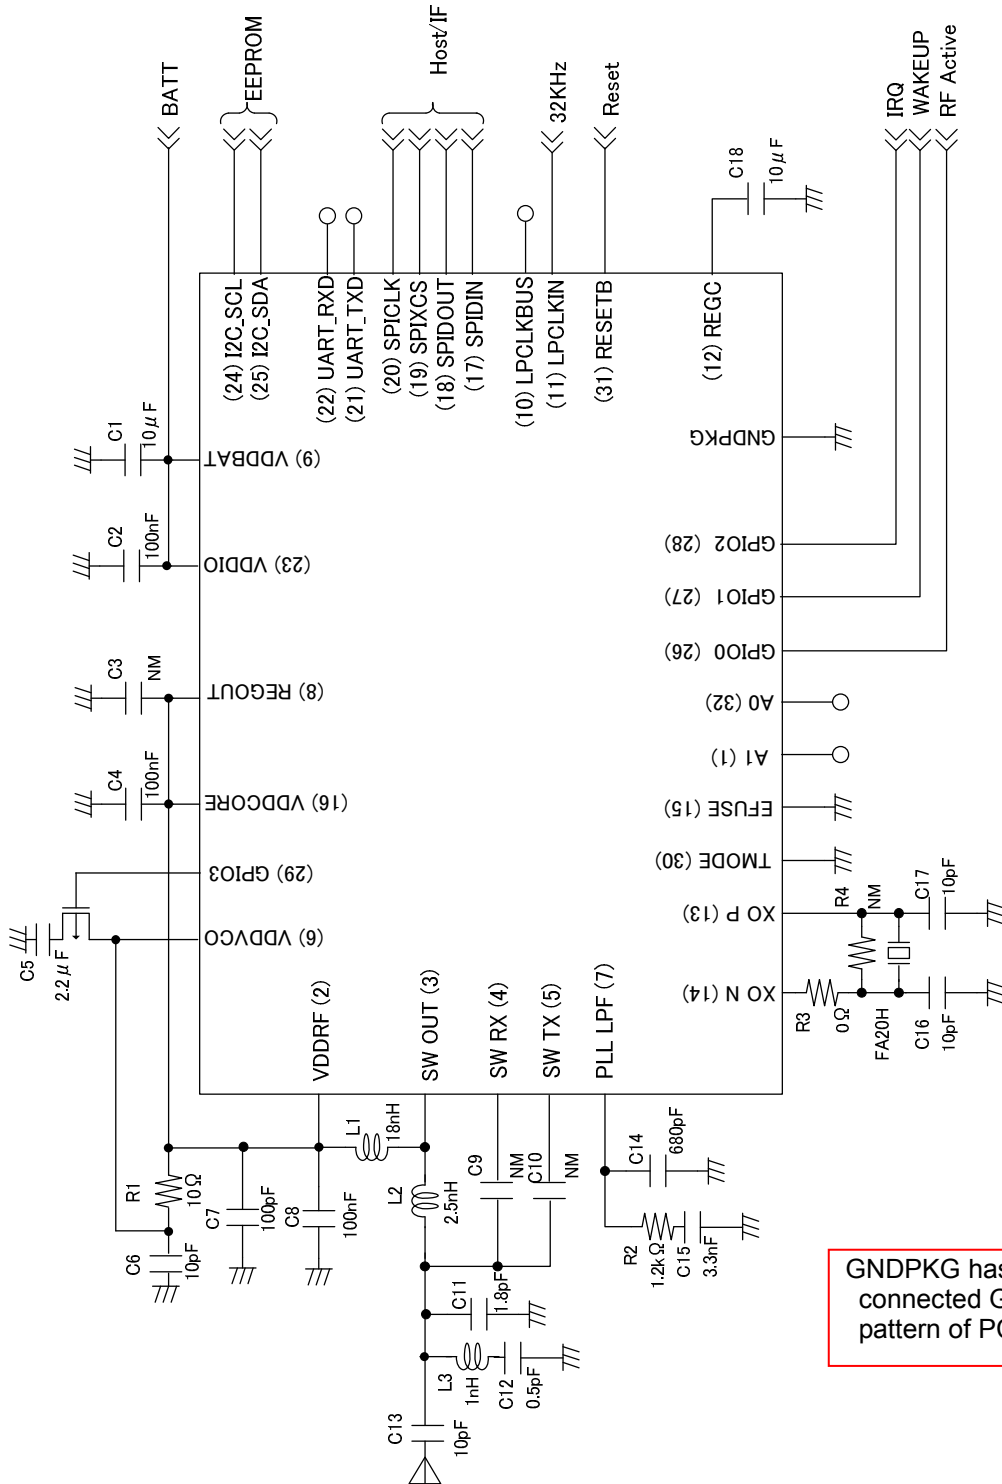 BATT
EEPROM
Host/IF
32KHz
Reset
IRQ
WAKEUP
RF Active
C18
10μF
(24) I2C_SCL
(25) I2C_SDA
(22) UART_RXD
(21) UART_TXD
(20) SPICLK
(19) SPIXCS
(18) SPIDOUT
(17) SPIDIN
(10) LPCLKBUS
(11) LPCLKIN
(31) RESETB
(12) REGC
C1
10μF
C2
100nF
C3
NM
C4
100nF
C5
2.2μF
VDDBAT (9)
VDDIO (23)
REGOUT (8)
VDDCORE (16)
GPIO3 (29)
VDDVCO (6)
GNDPKG
GPIO2 (28)
GPIO1 (27)
GPIO0 (26)
A0 (32)
A1 (1)
EFUSE (15)
TMODE (30)
XO P (13)
XO N (14)
VDDRF (2)
SW OUT (3)
SW RX (4)
SW TX (5)
PLL LPF (7)
R4
NM
C17
10pF
R3
0Ω
FA20H
C16
10pF
R1
10Ω
C6
10pF
C7
100pF
C8
100nF
L1
18nH
L2
2.5nH
C9
NM
C10
NM
C14
680pF
R2
1.2kΩ
C15
3.3nF
C11
1.8pF
L3
1nH
C12
0.5pF
C13
10pF
GNDPKG has
connected G
pattern of PC